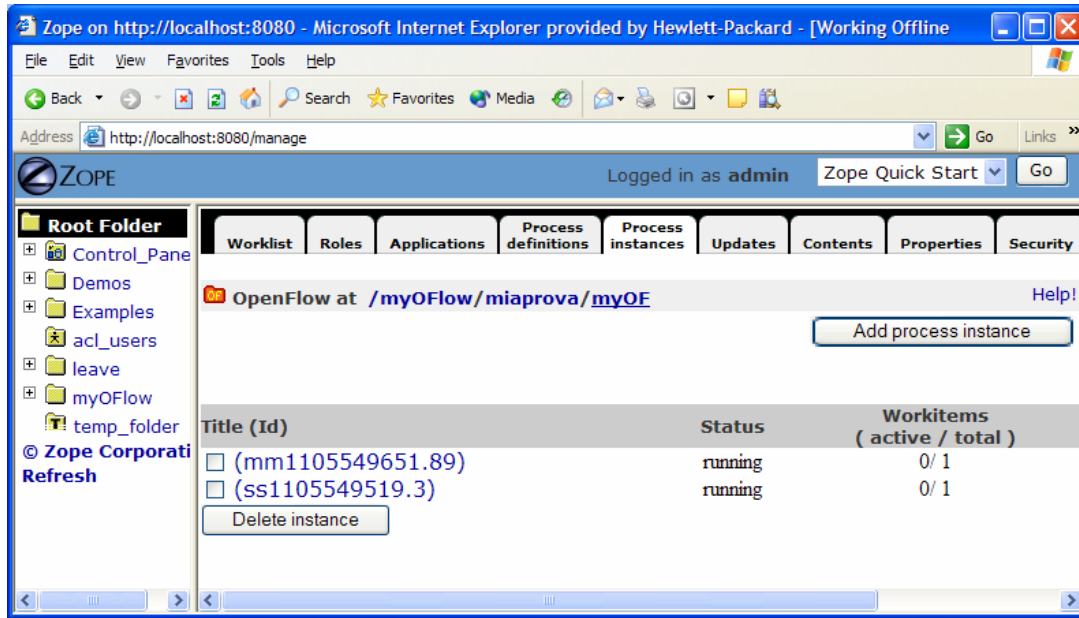 Zope on http://localhost:8080 - Microsoft Internet Explorer provided by Hewlett-Packard - [Working Offline
File Edit View Favorites Tools Help
Back Search Favorites Media
Address http://localhost:8080/manage Go Links »
ZOPE Logged in as admin Zope Quick Start Go
Root Folder
Control_Pane
Demos
Examples
acl_users
leave
myOFlow
temp_folder
© Zope Corporati
Refresh
Worklist Roles Applications Process definitions Process instances Updates Contents Properties Security
OF OpenFlow at /myOFlow/miaprova/myOF Help!
Add process instance
Title (Id) Status Workitems
( active / total )
(mm1105549651.89) running 0/ 1
(ss1105549519.3) running 0/ 1
Delete instance